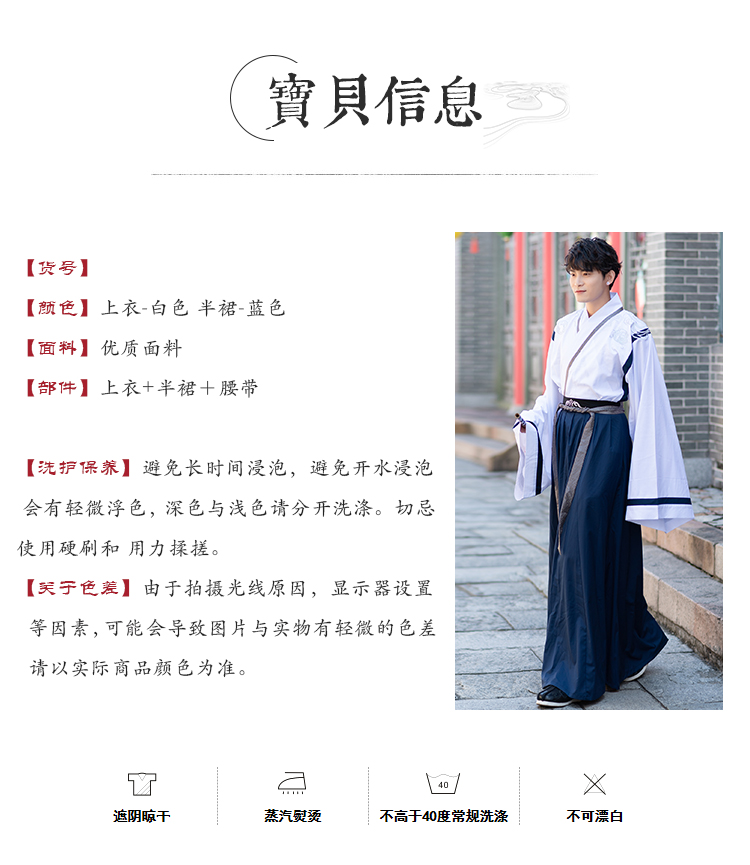 寶貝信息
【货号】
【颜色】上衣-白色 半裙-蓝色
【面料】优质面料
【部件】上衣+半裙+腰带
【洗护保养】避免长时间浸泡，避免开水浸泡
会有轻微浮色，深色与浅色请分开洗涤。切忌
使用硬刷和 用力揉搓。
【关于色差】由于拍摄光线原因，显示器设置
等因素，可能会导致图片与实物有轻微的色差
请以实际商品颜色为准。
40
遮阴晾干
蒸汽熨烫
不高于40度常规洗涤
不可漂白